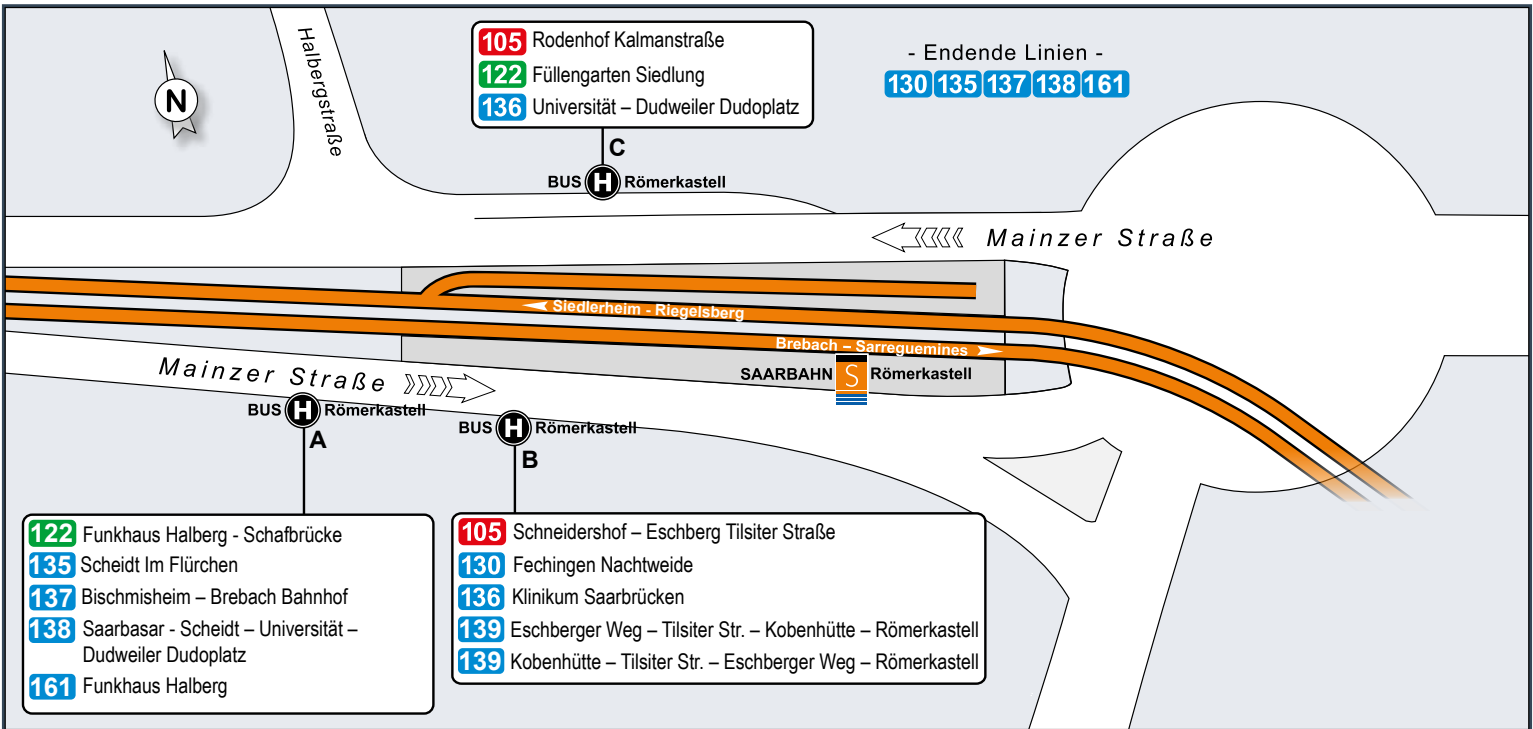 Halbergstraße
N
105 Rodenhof Kalmanstraße
122 Füllengarten Siedlung
136 Universität – Dudweiler Dudoplatz
C
BUS H Römerkastell
- Endende Linien -
130 135 137 138 161
Mainzer Straße
Siedlerheim - Riegelsberg
Brebach – Sarreguemines
SAARBAHN S Römerkastell
Mainzer Straße
BUS H Römerkastell
A
BUS H Römerkastell
B
122 Funkhaus Halberg - Schafbrücke
135 Scheidt Im Flürchen
137 Bischmisheim – Brebach Bahnhof
138 Saarbasar - Scheidt – Universität –
Dudweiler Dudoplatz
161 Funkhaus Halberg
105 Schneidershof – Eschberg Tilsiter Straße
130 Fechingen Nachtweide
136 Klinikum Saarbrücken
139 Eschberger Weg – Tilsiter Str. – Kobenhütte – Römerkastell
139 Kobenhütte – Tilsiter Str. – Eschberger Weg – Römerkastell